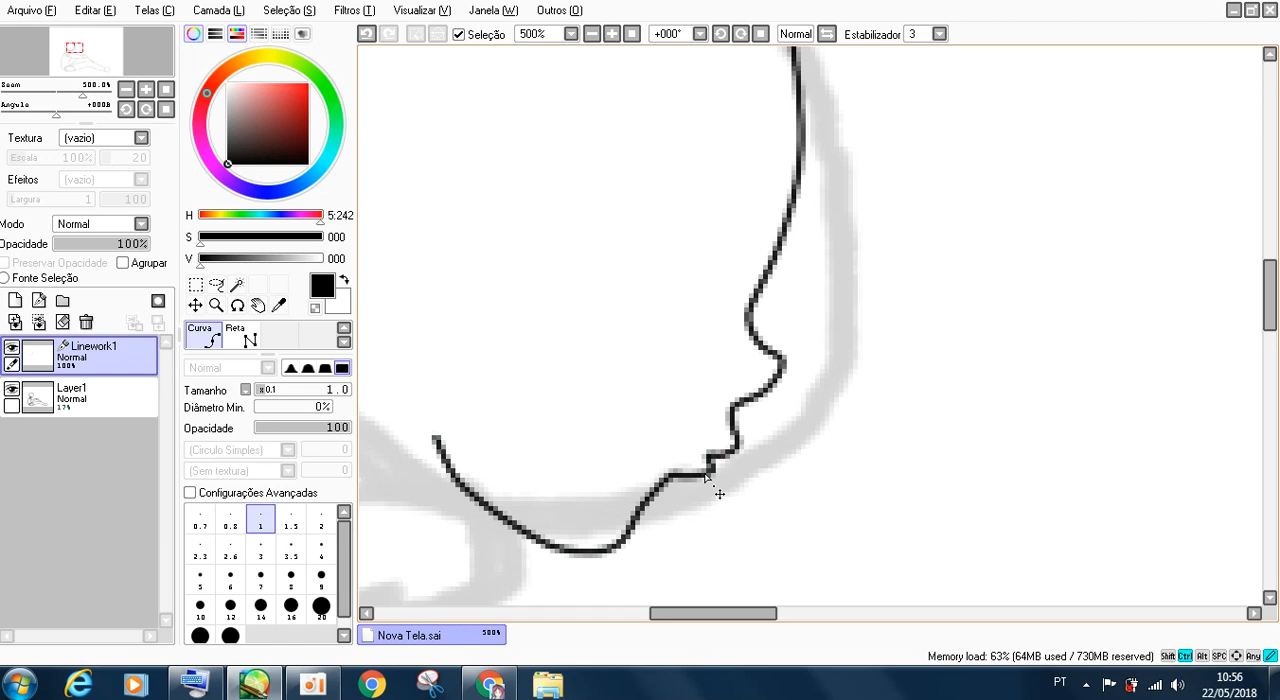 Arquivo (F) Editar (E) Telas (C) Camada (L) Seleção (S) Filtros (T) Visualizar (V) Janela (W) Outros (O)
Seleção 500% +000° Normal Estabilizador 3
Zoom 500.0%
Angulo +000Â
Textura (vazio)
Escala 100% 20
Efeitos (vazio)
Largura 1 100
Modo Normal
Opacidade 100%
Preservar Opacidade Agrupar
Fonte Seleção
Linework1
Normal
100%
Layer1
Normal
17%
H 5:242
S 000
V 000
Curva Reta
Normal
Tamanho x0.1 1.0
Diâmetro Min. 0%
Opacidade 100
(Circulo Simples) 0
(Sem textura) 0
Configurações Avançadas
0.7 0.8 1 1.5 2
2.3 2.6 3 3.5 4
5 6 7 8 9
10 12 14 16 20
Nova Tela.sai 500%
Memory load: 63% (64MB used / 730MB reserved) Shift Ctrl Alt SPC Any
PT 10:56
22/05/2018